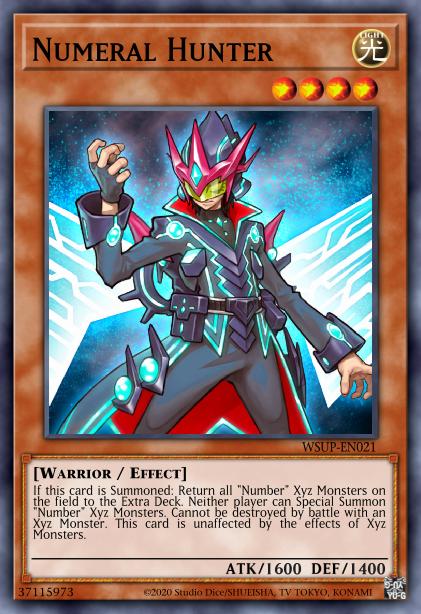 NUMERAL HUNTER
LIGHT
光
WSUP-EN021
[WARRIOR / EFFECT]
If this card is Summoned: Return all "Number" Xyz Monsters on
the field to the Extra Deck. Neither player can Special Summon
"Number" Xyz Monsters. Cannot be destroyed by battle with an
Xyz Monster. This card is unaffected by the effects of Xyz
Monsters.
ATK/1600 DEF/1400
37115973
©2020 Studio Dice/SHUEISHA, TV TOKYO, KONAMI